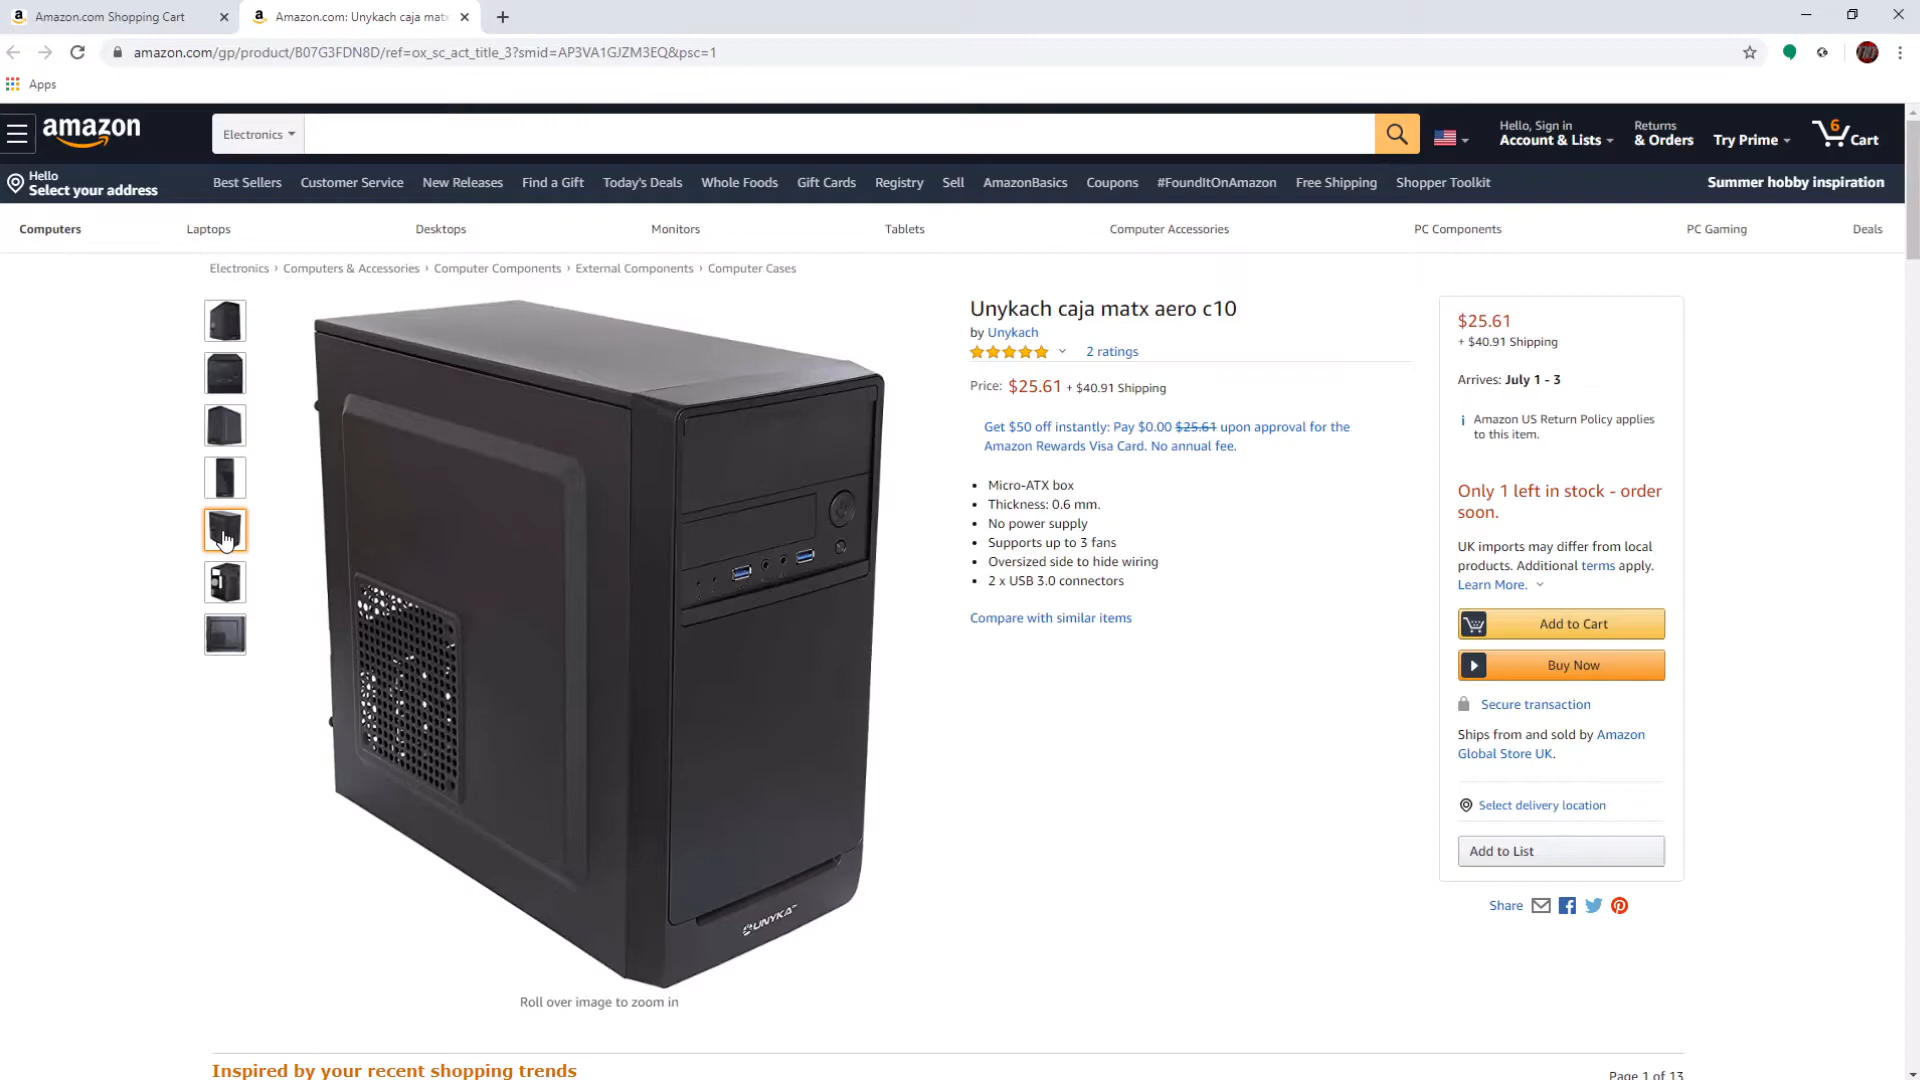 Amazon.com Shopping Cart
Amazon.com: Unykach caja mat
amazon.com/gp/product/B07G3FDN8D/ref=ox_sc_act_title_3?smid=AP3VA1GJZM3EQ&psc=1
Apps
amazon
Electronics
Hello, Sign in
Account & Lists
Returns
& Orders
Try Prime
6
Cart
Hello
Select your address
Best Sellers
Customer Service
New Releases
Find a Gift
Today's Deals
Whole Foods
Gift Cards
Registry
Sell
AmazonBasics
Coupons
#FoundItOnAmazon
Free Shipping
Shopper Toolkit
Summer hobby inspiration
Computers
Laptops
Desktops
Monitors
Tablets
Computer Accessories
PC Components
PC Gaming
Deals
Electronics › Computers & Accessories › Computer Components › External Components › Computer Cases
Unykach caja matx aero c10
by Unykach
2 ratings
Price: $25.61 + $40.91 Shipping
Get $50 off instantly: Pay $0.00 $25.61 upon approval for the
Amazon Rewards Visa Card. No annual fee.
• Micro-ATX box
• Thickness: 0.6 mm.
• No power supply
• Supports up to 3 fans
• Oversized side to hide wiring
• 2 x USB 3.0 connectors
Compare with similar items
UNYKA
Roll over image to zoom in
$25.61
+ $40.91 Shipping
Arrives: July 1 - 3
Amazon US Return Policy applies
to this item.
Only 1 left in stock - order
soon.
UK imports may differ from local
products. Additional terms apply.
Learn More.
Add to Cart
Buy Now
Secure transaction
Ships from and sold by Amazon
Global Store UK.
Select delivery location
Add to List
Share
Inspired by your recent shopping trends
Page 1 of 13